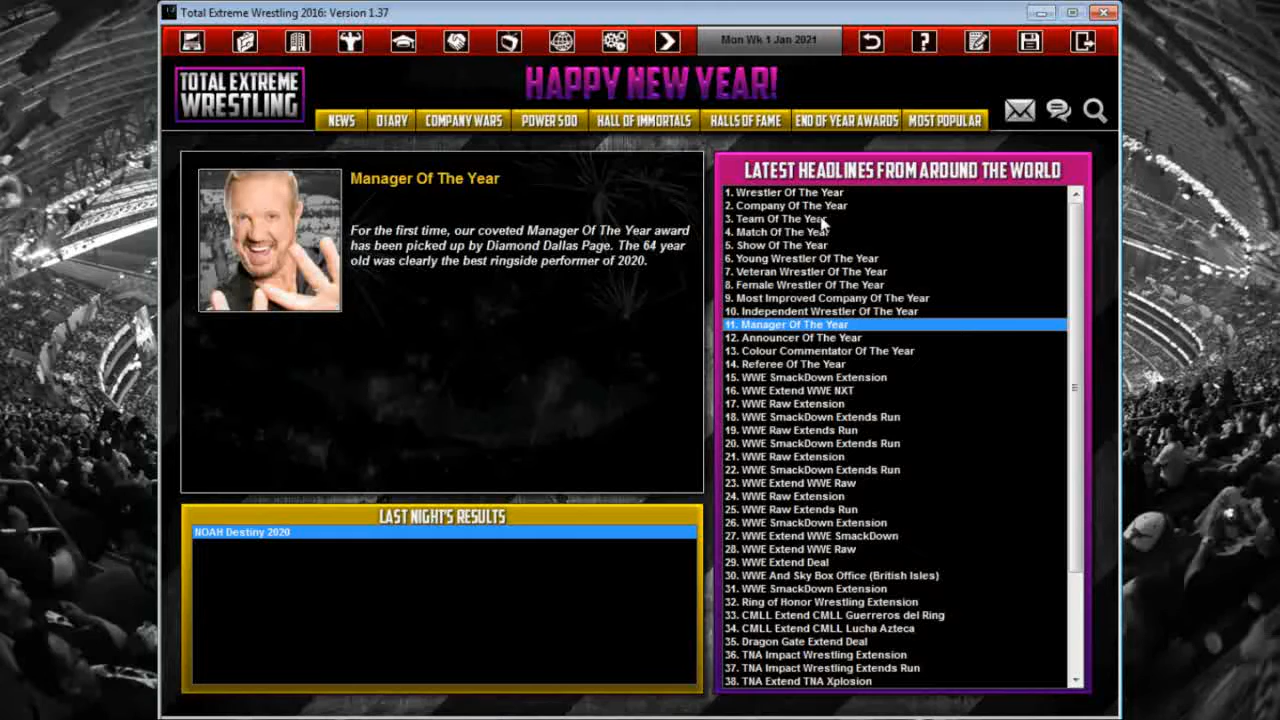 Total Extreme Wrestling 2016: Version 1.37
Mon Wk 1 Jan 2021
TOTAL EXTREME
WRESTLING
HAPPY NEW YEAR!
NEWS
DIARY
COMPANY WARS
POWER 500
HALL OF IMMORTALS
HALLS OF FAME
END OF YEAR AWARDS
MOST POPULAR
Manager Of The Year
For the first time, our coveted Manager Of The Year award
has been picked up by Diamond Dallas Page. The 64 year
old was clearly the best ringside performer of 2020.
LAST NIGHT'S RESULTS
NOAH Destiny 2020
LATEST HEADLINES FROM AROUND THE WORLD
1. Wrestler Of The Year
2. Company Of The Year
3. Team Of The Year
4. Match Of The Year
5. Show Of The Year
6. Young Wrestler Of The Year
7. Veteran Wrestler Of The Year
8. Female Wrestler Of The Year
9. Most Improved Company Of The Year
10. Independent Wrestler Of The Year
11. Manager Of The Year
12. Announcer Of The Year
13. Colour Commentator Of The Year
14. Referee Of The Year
15. WWE SmackDown Extension
16. WWE Extend WWE NXT
17. WWE Raw Extension
18. WWE SmackDown Extends Run
19. WWE Raw Extends Run
20. WWE SmackDown Extends Run
21. WWE Raw Extension
22. WWE SmackDown Extends Run
23. WWE Extend WWE Raw
24. WWE Raw Extension
25. WWE Raw Extends Run
26. WWE SmackDown Extension
27. WWE Extend WWE SmackDown
28. WWE Extend WWE Raw
29. WWE Extend Deal
30. WWE And Sky Box Office (British Isles)
31. WWE SmackDown Extension
32. Ring of Honor Wrestling Extension
33. CMLL Extend CMLL Guerreros del Ring
34. CMLL Extend CMLL Lucha Azteca
35. Dragon Gate Extend Deal
36. TNA Impact Wrestling Extension
37. TNA Impact Wrestling Extends Run
38. TNA Extend TNA Xplosion